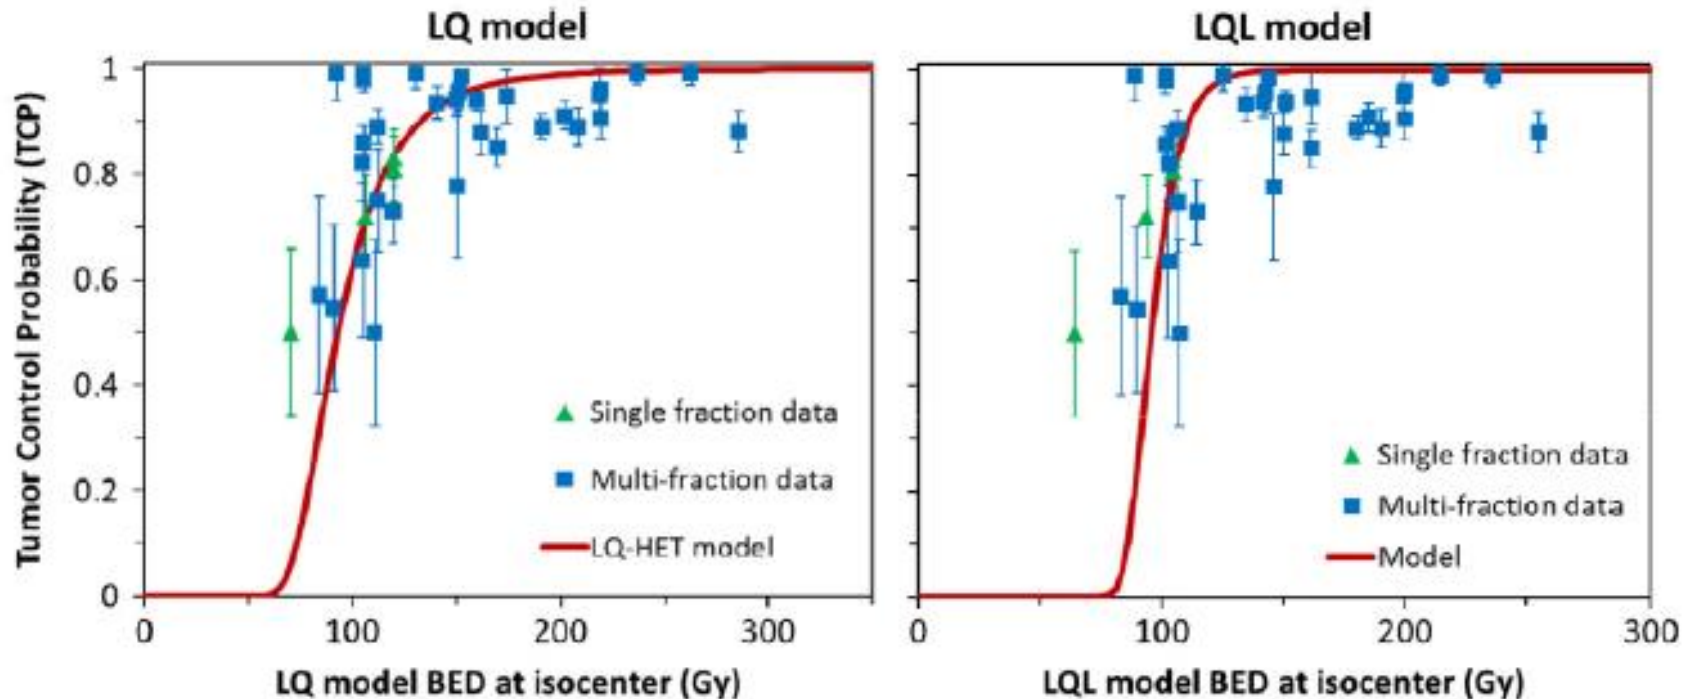 LQ model
LQL model
Tumor Control Probability (TCP)
1
0.8
0.6
0.4
0.2
0
Single fraction data
Multi-fraction data
LQ-HET model
0 100 200 300
LQ model BED at isocenter (Gy)
Single fraction data
Multi-fraction data
Model
0 100 200 300
LQL model BED at isocenter (Gy)